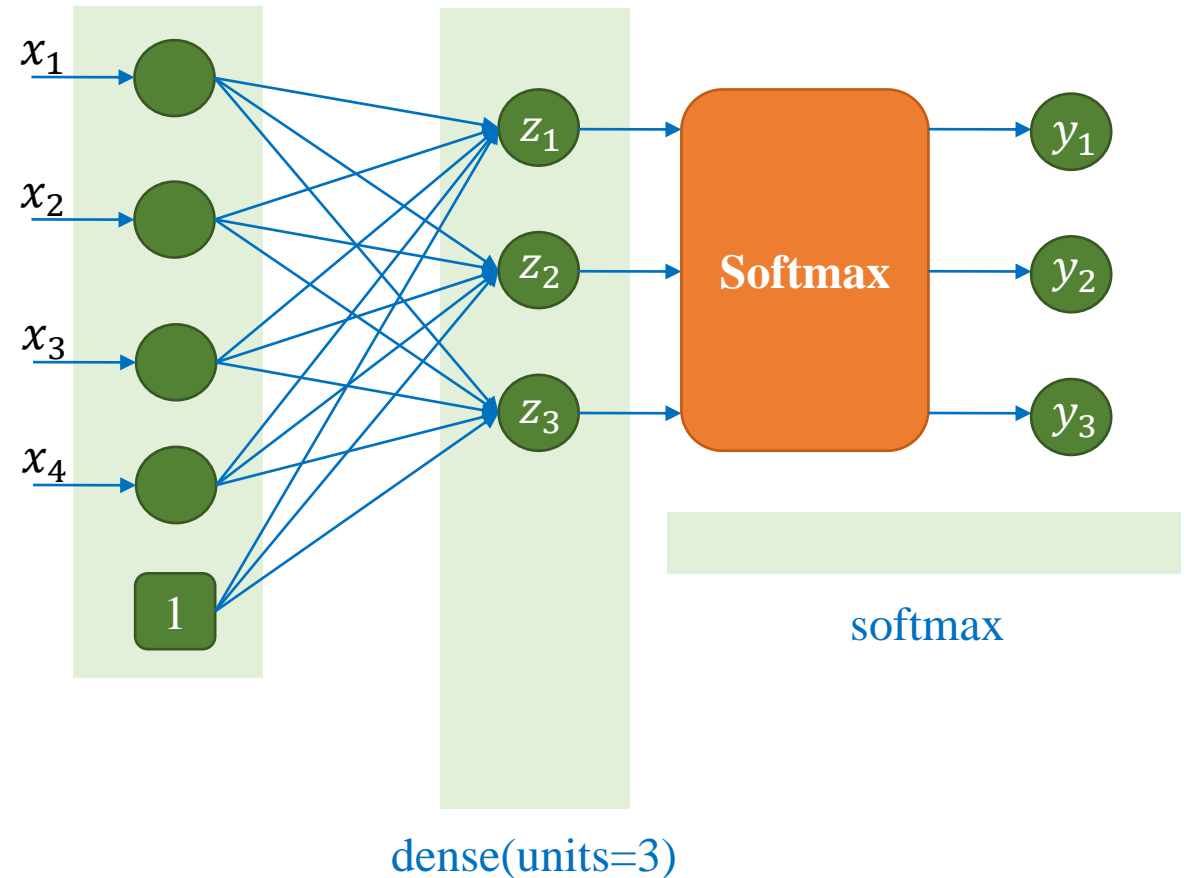 x₁
x₂
x₃
x₄
1
z₁
z₂
z₃
Softmax
y₁
y₂
y₃
softmax
dense(units=3)